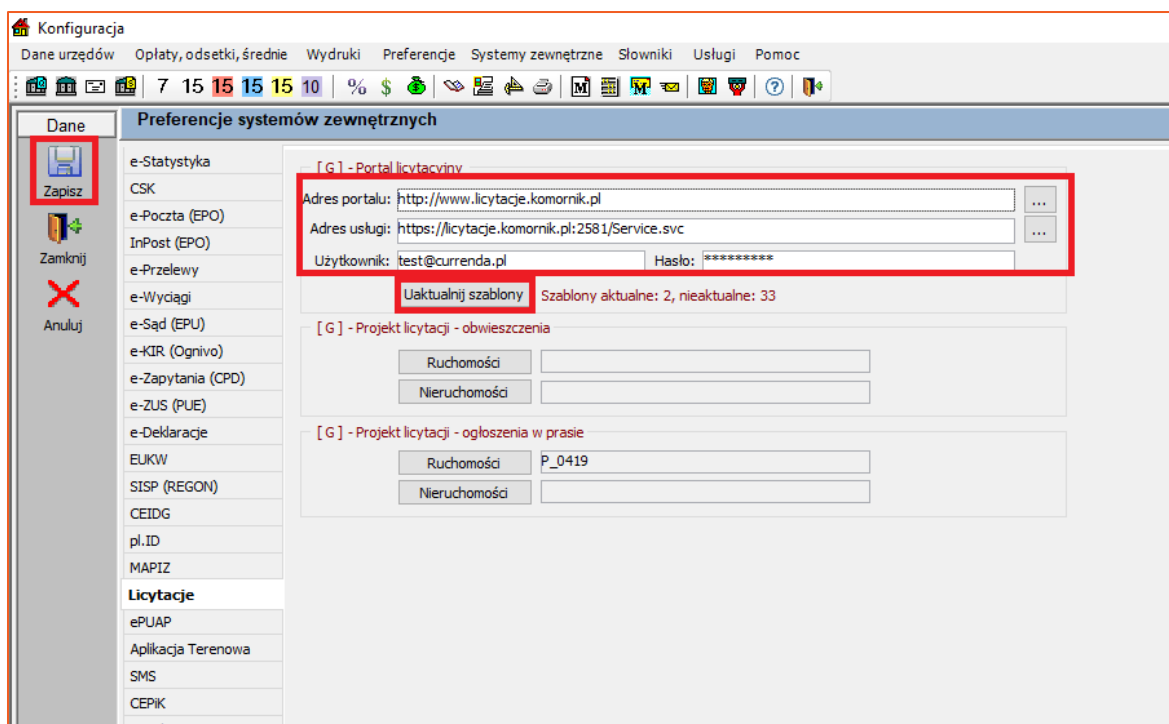 Konfiguracja
Dane urzędów Opłaty, odsetki, średnie Wydruki Preferencje Systemy zewnętrzne Słowniki Usługi Pomoc
7 15 15 15 15 10 % $
Dane
Preferencje systemów zewnętrznych
Zapisz
Zamknij
Anuluj
e-Statystyka
CSK
e-Poczta (EPO)
InPost (EPO)
e-Przelewy
e-Wyciągi
e-Sąd (EPU)
e-KIR (Ognivo)
e-Zapytania (CPD)
e-ZUS (PUE)
e-Deklaracje
EUKW
SISP (REGON)
CEIDG
pl.ID
MAPIZ
Licytacje
ePUAP
Aplikacja Terenowa
SMS
CEPiK
[ G ] - Portal licytacyjny
Adres portalu: http://www.licytacje.komornik.pl ...
Adres usługi: https://licytacje.komornik.pl:2581/Service.svc ...
Użytkownik: test@currenda.pl Hasło: *********
Uaktualnij szablony Szablony aktualne: 2, nieaktualne: 33
[ G ] - Projekt licytacji - obwieszczenia
Ruchomości
Nieruchomości
[ G ] - Projekt licytacji - ogłoszenia w prasie
Ruchomości P_0419
Nieruchomości